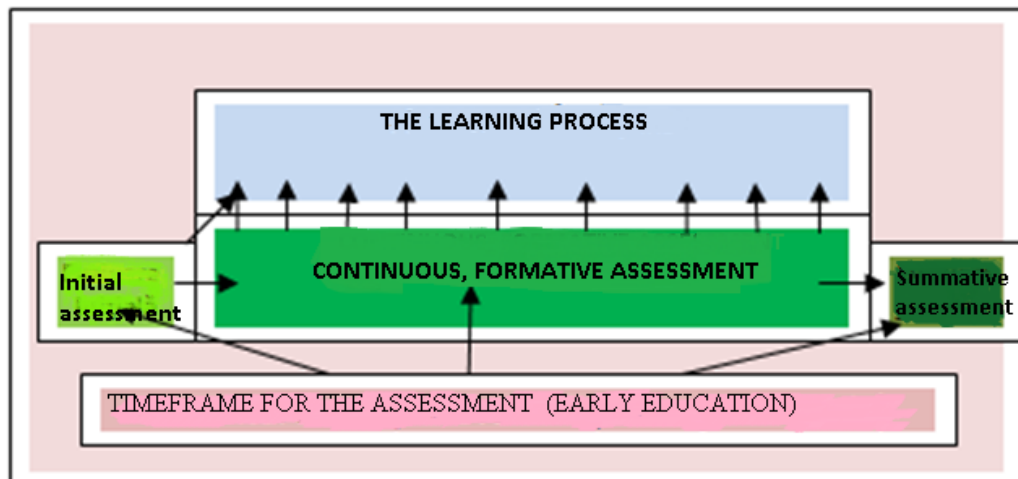 THE LEARNING PROCESS
CONTINUOUS, FORMATIVE ASSESSMENT
Initial
assessment
Summative
assessment
TIMEFRAME FOR THE ASSESSMENT (EARLY EDUCATION)